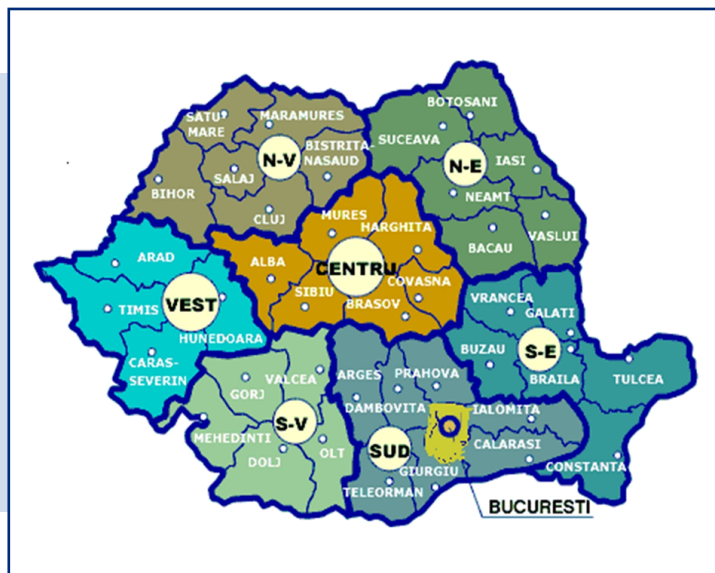 BOTOSANI
SATU-
MARE
MARAMURES
SUCEAVA
BISTRITA-
NASAUD
N-V
N-E
IASI
SALAJ
BIHOR
NEAMT
CLUJ
MURES
HARGHITA
VASLUI
BACAU
ARAD
ALBA
CENTRU
COVASNA
SIBIU
BRASOV
VRANCEA
GALATI
VEST
TIMIS
HUNEDOARA
BUZAU
S-E
CARAS-
SEVERIN
VALCEA
ARGES
PRAHOVA
BRAILA
TULCEA
GORJ
DAMBOVITA
IALOMITA
S-V
MEHEDINTI
OLT
SUD
CALARASI
DOLJ
GIURGIU
CONSTANTA
TELEORMAN
BUCURESTI